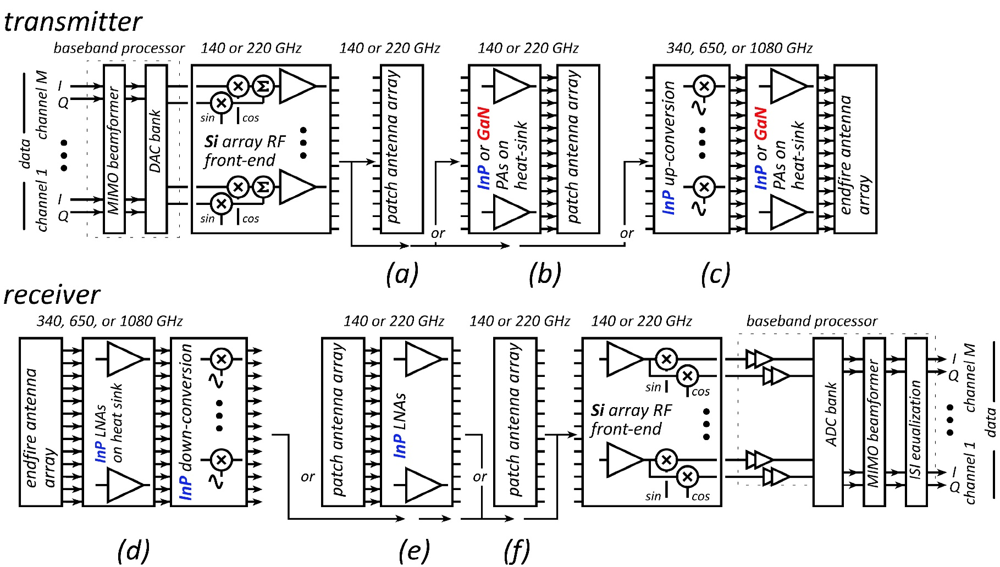 transmitter
baseband processor
140 or 220 GHz
140 or 220 GHz
140 or 220 GHz
340, 650, or 1080 GHz
data
channel M
channel 1
I
Q
I
Q
MIMO beamformer
DAC bank
sin
cos
Σ
Si array RF
front-end
Σ
sin
cos
patch antenna array
or
InP or GaN
PAs on
heat-sink
patch antenna array
or
InP up-conversion
InP or GaN
PAs on
heat-sink
endfire antenna
array
(a)
(b)
(c)
receiver
340, 650, or 1080 GHz
140 or 220 GHz
140 or 220 GHz
140 or 220 GHz
baseband processor
endfire antenna
array
InP LNAs
on heat sink
InP down-conversion
or
patch antenna array
InP LNAs
or
patch antenna array
sin
cos
Si array RF
front-end
sin
cos
ADC bank
MIMO beamformer
ISI eaualization
I
Q
I
Q
channel M
channel 1
data
(d)
(e)
(f)